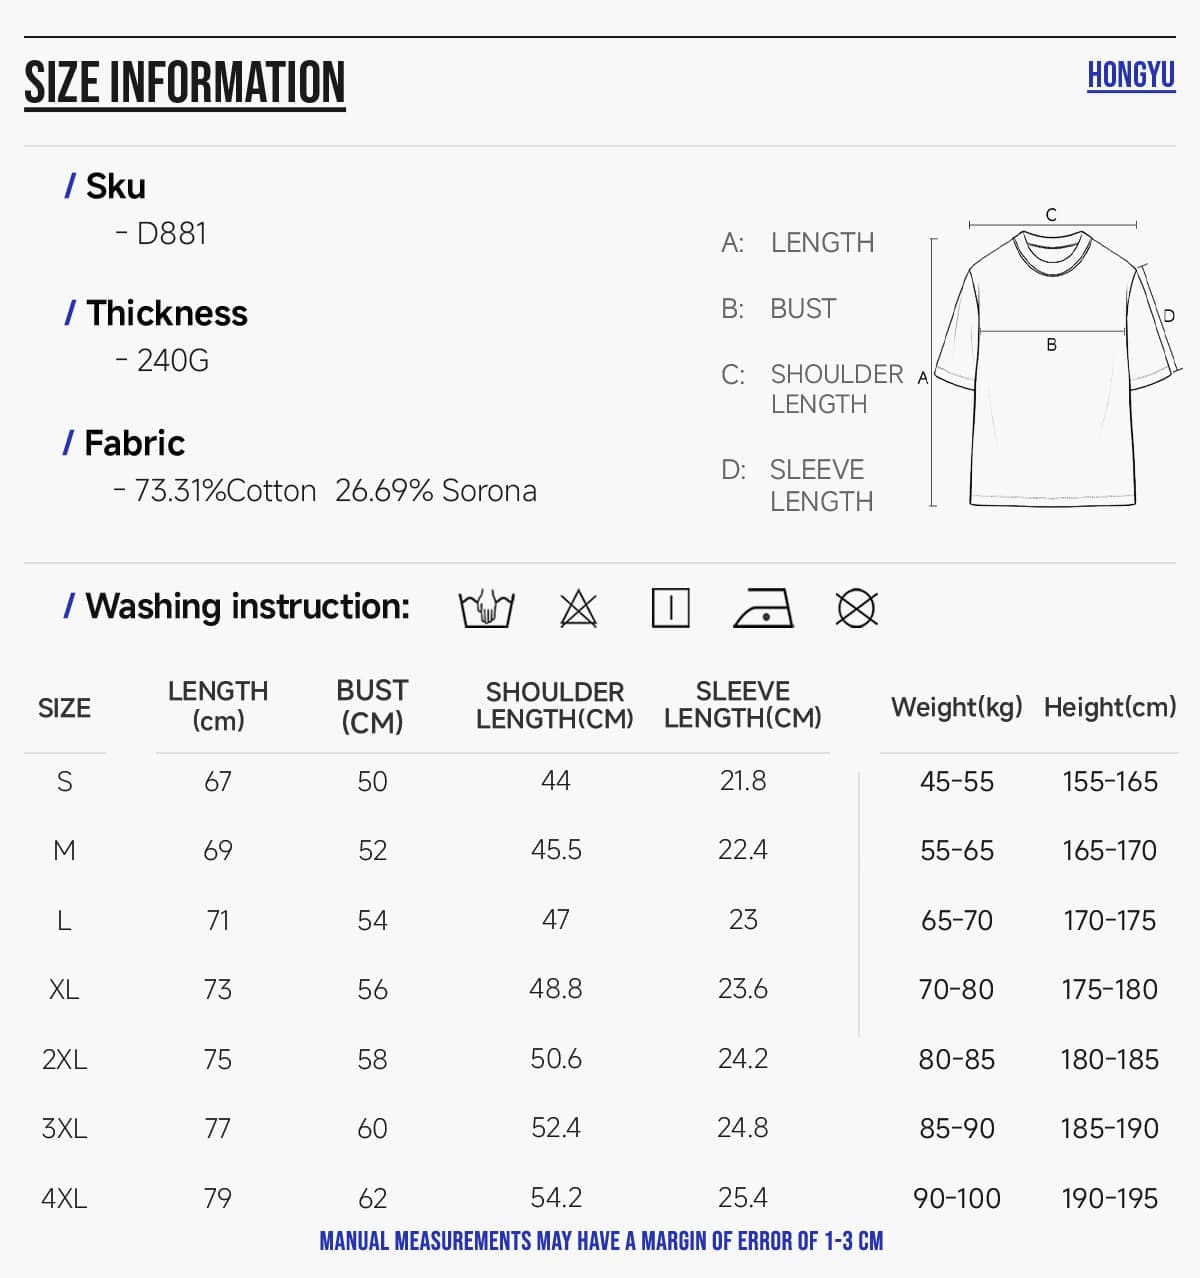 SIZE INFORMATION
HONGYU
/ Sku
- D881
/ Thickness
- 240G
/ Fabric
- 73.31%Cotton 26.69% Sorona
A: LENGTH
B: BUST
C: SHOULDER
LENGTH
D: SLEEVE
LENGTH
C
D
B
A
/ Washing instruction:
SIZE LENGTH (cm) BUST (CM) SHOULDER LENGTH(CM) SLEEVE LENGTH(CM) Weight(kg) Height(cm)
S 67 50 44 21.8 45-55 155-165
M 69 52 45.5 22.4 55-65 165-170
L 71 54 47 23 65-70 170-175
XL 73 56 48.8 23.6 70-80 175-180
2XL 75 58 50.6 24.2 80-85 180-185
3XL 77 60 52.4 24.8 85-90 185-190
4XL 79 62 54.2 25.4 90-100 190-195
MANUAL MEASUREMENTS MAY HAVE A MARGIN OF ERROR OF 1-3 CM